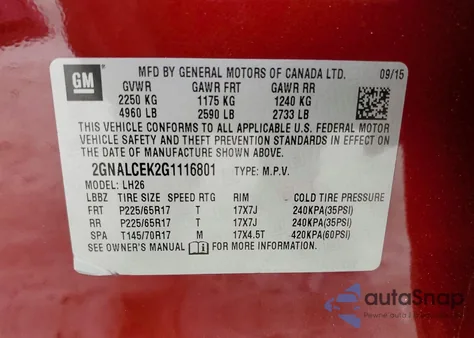 GM
MFD BY GENERAL MOTORS OF CANADA LTD. 09/15
GVWR GAWR FRT GAWR RR
2250 KG 1175 KG 1240 KG
4960 LB 2590 LB 2733 LB
THIS VEHICLE CONFORMS TO ALL APPLICABLE U.S. FEDERAL MOTOR
VEHICLE SAFETY AND THEFT PREVENTION STANDARDS IN EFFECT ON
THE DATE OF MANUFACTURE SHOWN ABOVE.
2GNALCEK2G1116801 TYPE: M.P.V.
MODEL: LH26
LBBZ TIRE SIZE SPEED RTG RIM COLD TIRE PRESSURE
FRT P225/65R17 T 17X7J 240KPA(35PSI)
RR P225/65R17 T 17X7J 240KPA(35PSI)
SPA T145/70R17 M 17X4.5T 420KPA(60PSI)
SEE OWNER'S MANUAL FOR MORE INFORMATION
autoSnap
Pewne auto z